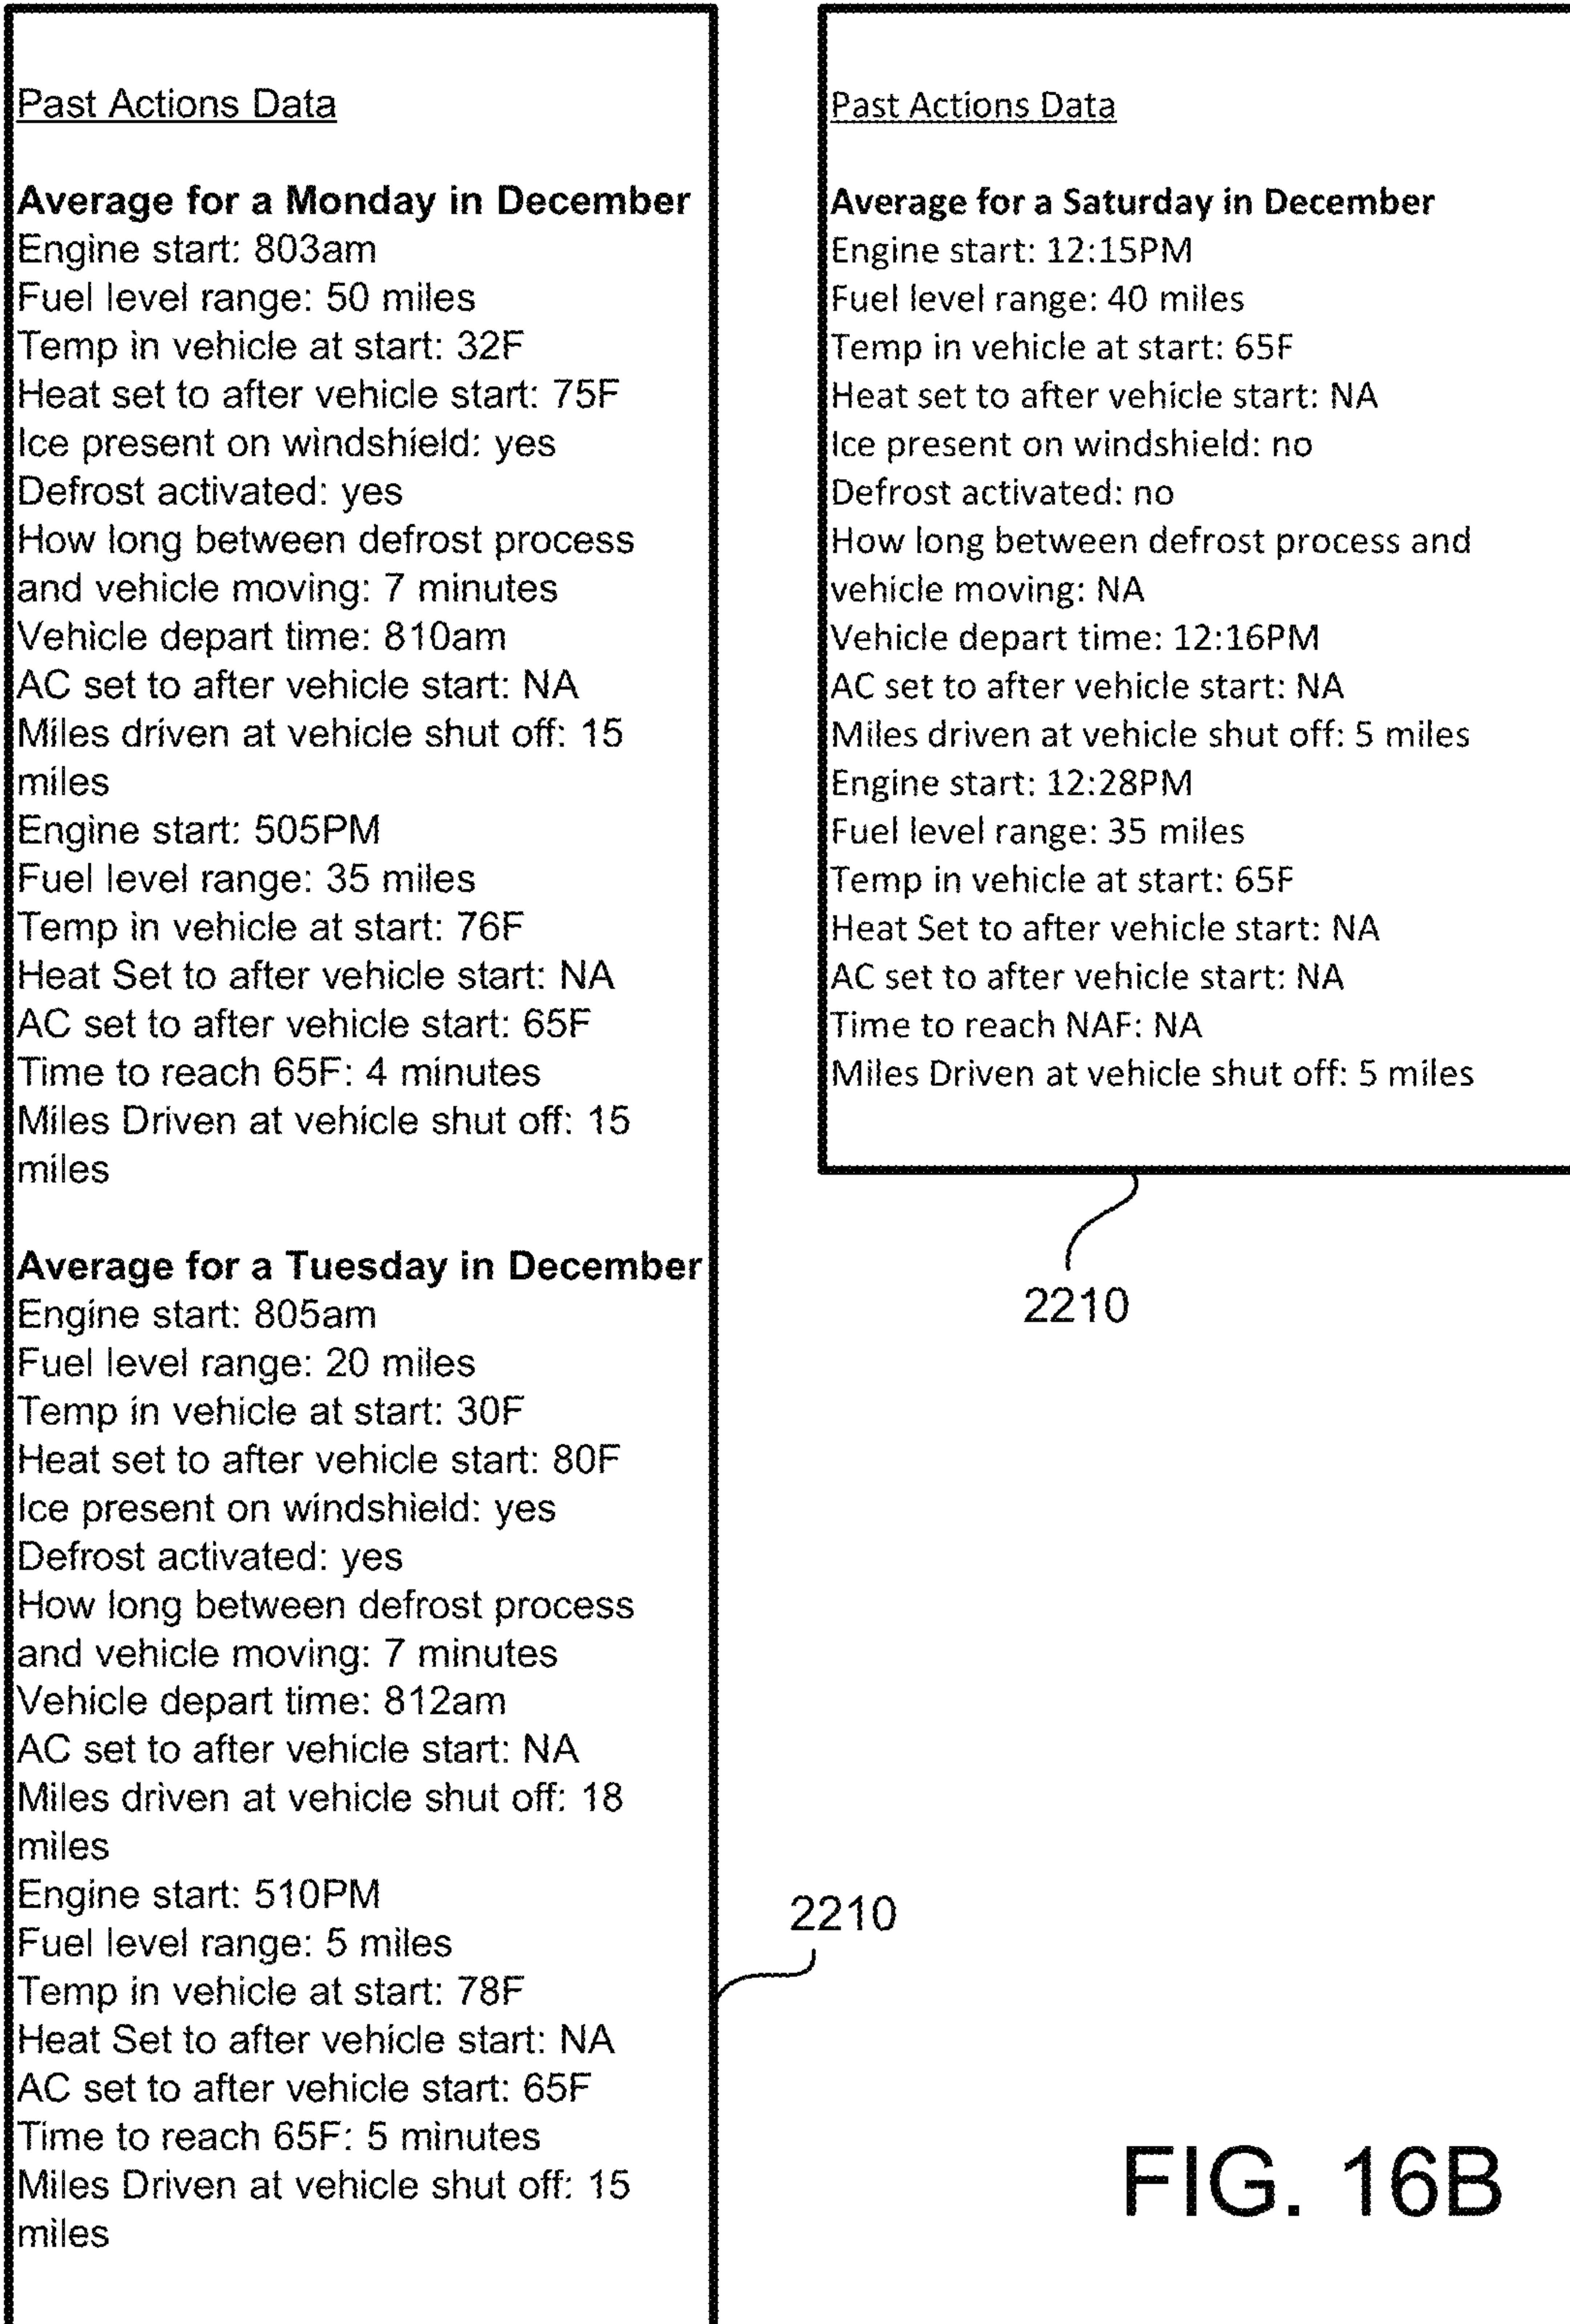 Past Actions Data
Average for a Monday in December
Engine start: 803am
Fuel level range: 50 miles
Temp in vehicle at start: 32F
Heat set to after vehicle start: 75F
Ice present on windshield: yes
Defrost activated: yes
How long between defrost process
and vehicle moving: 7 minutes
Vehicle depart time: 810am
AC set to after vehicle start: NA
Miles driven at vehicle shut off: 15
miles
Engine start: 505PM
Fuel level range: 35 miles
Temp in vehicle at start: 76F
Heat Set to after vehicle start: NA
AC set to after vehicle start: 65F
Time to reach 65F: 4 minutes
Miles Driven at vehicle shut off: 15
miles
Average for a Tuesday in December
Engine start: 805am
Fuel level range: 20 miles
Temp in vehicle at start: 30F
Heat set to after vehicle start: 80F
Ice present on windshield: yes
Defrost activated: yes
How long between defrost process
and vehicle moving: 7 minutes
Vehicle depart time: 812am
AC set to after vehicle start: NA
Miles driven at vehicle shut off: 18
miles
Engine start: 510PM
Fuel level range: 5 miles
Temp in vehicle at start: 78F
Heat Set to after vehicle start: NA
AC set to after vehicle start: 65F
Time to reach 65F: 5 minutes
Miles Driven at vehicle shut off: 15
miles
2210
Past Actions Data
Average for a Saturday in December
Engine start: 12:15PM
Fuel level range: 40 miles
Temp in vehicle at start: 65F
Heat set to after vehicle start: NA
Ice present on windshield: no
Defrost activated: no
How long between defrost process and
vehicle moving: NA
Vehicle depart time: 12:16PM
AC set to after vehicle start: NA
Miles driven at vehicle shut off: 5 miles
Engine start: 12:28PM
Fuel level range: 35 miles
Temp in vehicle at start: 65F
Heat Set to after vehicle start: NA
AC set to after vehicle start: NA
Time to reach NAF: NA
Miles Driven at vehicle shut off: 5 miles
2210
FIG. 16B